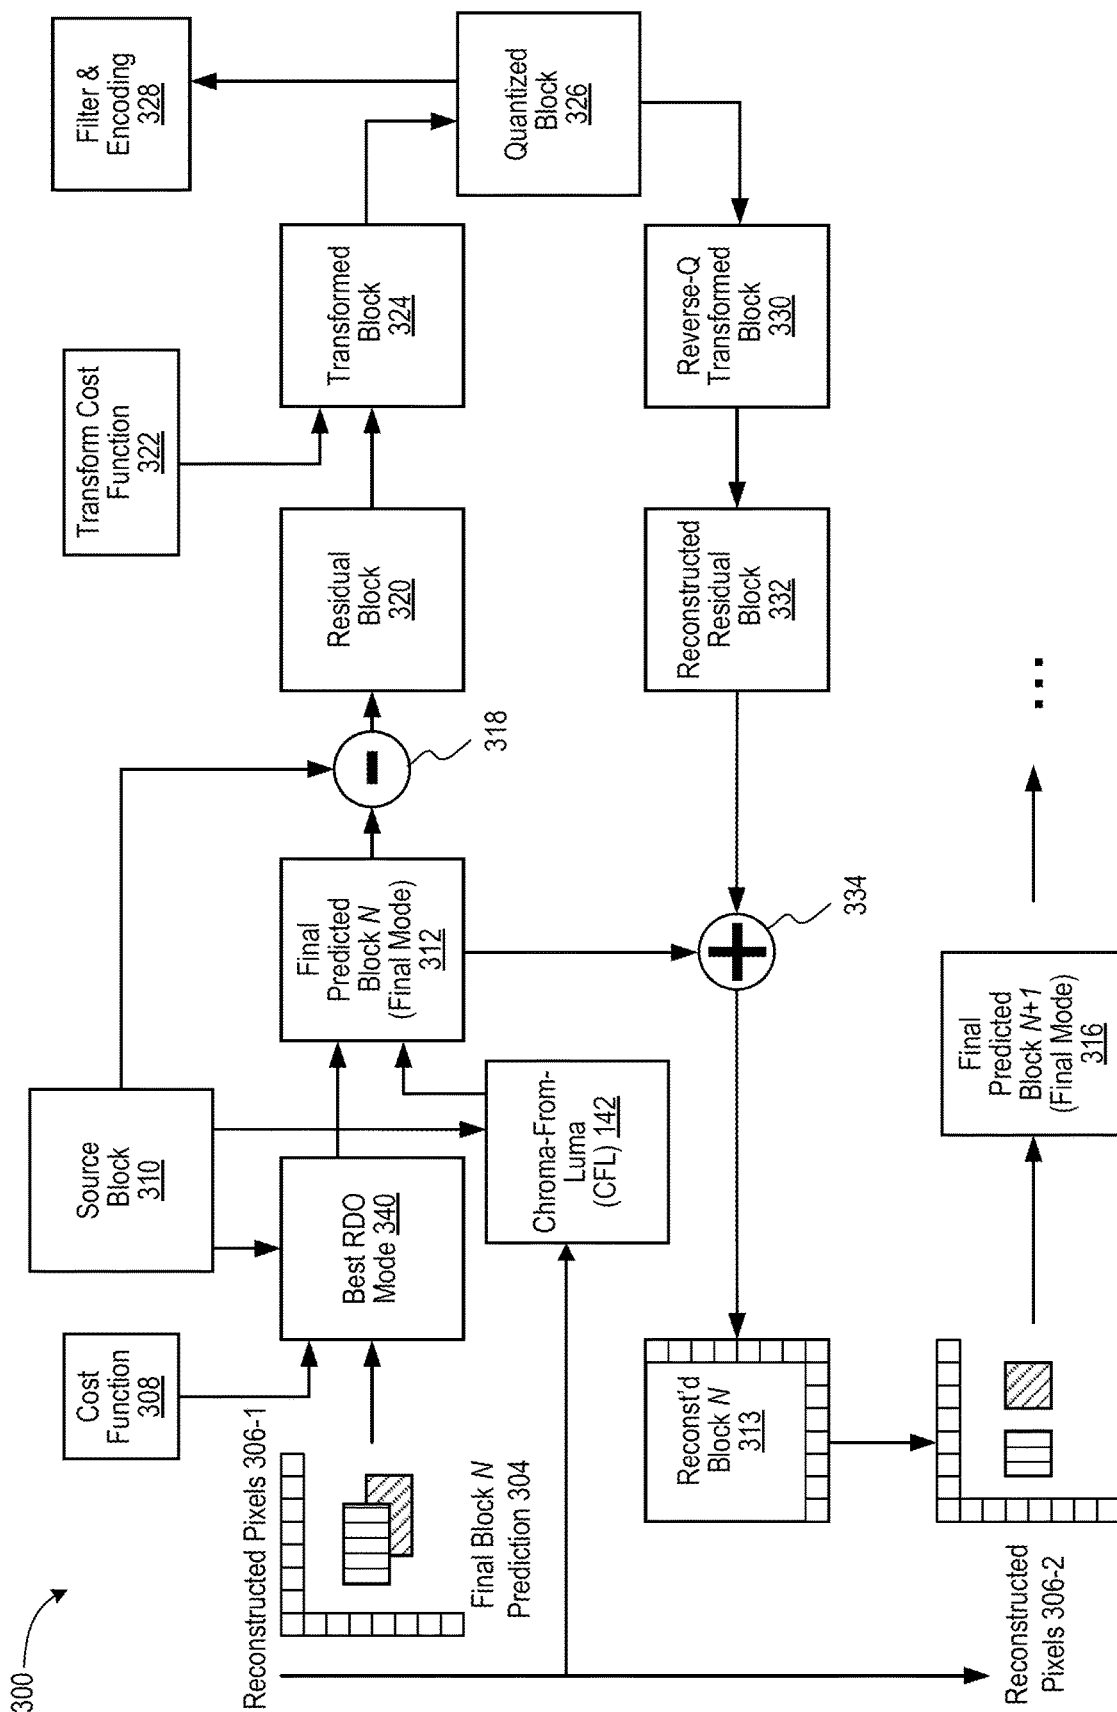 300
Cost
Function
308
Source
Block
310
Transform Cost
Function
322
Filter &
Encoding
328
Reconstructed Pixels 306-1
Final Block N
Prediction 304
Best RDO
Mode 340
Final
Predicted
Block N
(Final Mode)
312
318
Residual
Block
320
Transformed
Block
324
Quantized
Block
326
Chroma-From-
Luma
(CFL) 142
Reconst'd
Block N
313
334
Reconstructed
Residual
Block
332
Reverse-Q
Transformed
Block
330
Reconstructed
Pixels 306-2
Final
Predicted
Block N+1
(Final Mode)
316
...